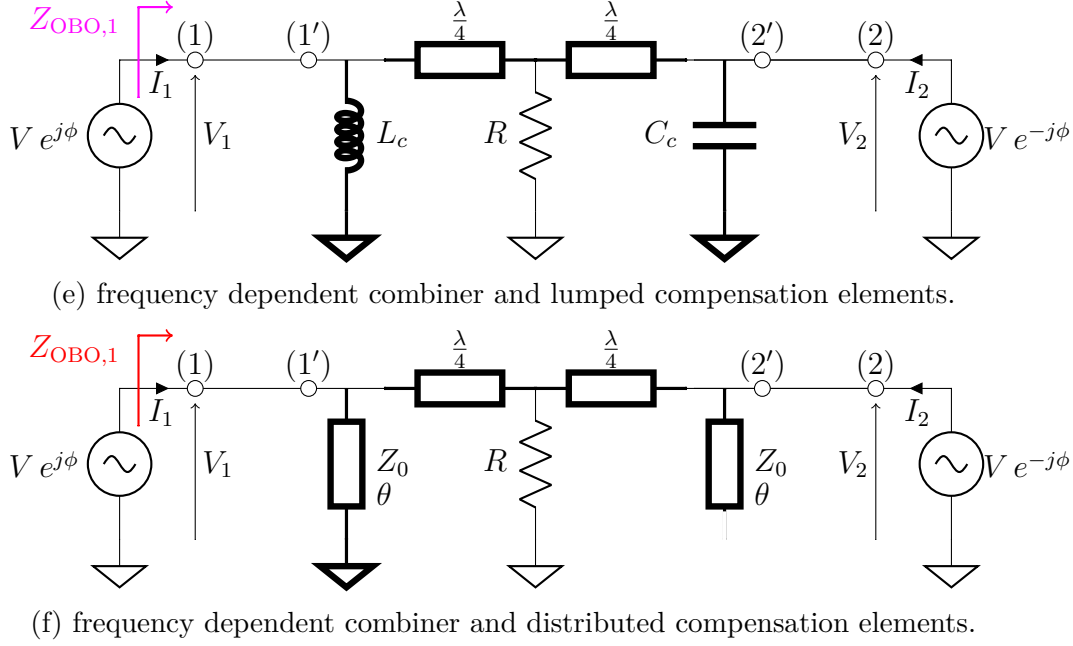 Z_OBO,1
(1) (1′) λ/4 λ/4 (2′) (2)
I_1 I_2
V e^{jϕ} V_1 L_c R C_c V_2 V e^{−jϕ}
(e) frequency dependent combiner and lumped compensation elements.
Z_OBO,1
(1) (1′) λ/4 λ/4 (2′) (2)
I_1 I_2
V e^{jϕ} V_1 Z_0 R Z_0 V_2 V e^{−jϕ}
θ θ
(f) frequency dependent combiner and distributed compensation elements.